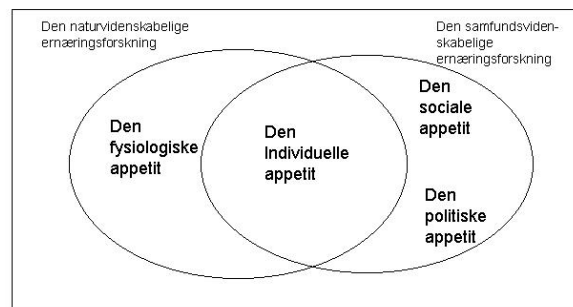 Den naturvidenskabelige
ernæringsforskning
Den samfundsviden-
skabelige
ernæringsforskning
Den
fysiologiske
appetit
Den
Individuelle
appetit
Den
sociale
appetit
Den
politiske
appetit